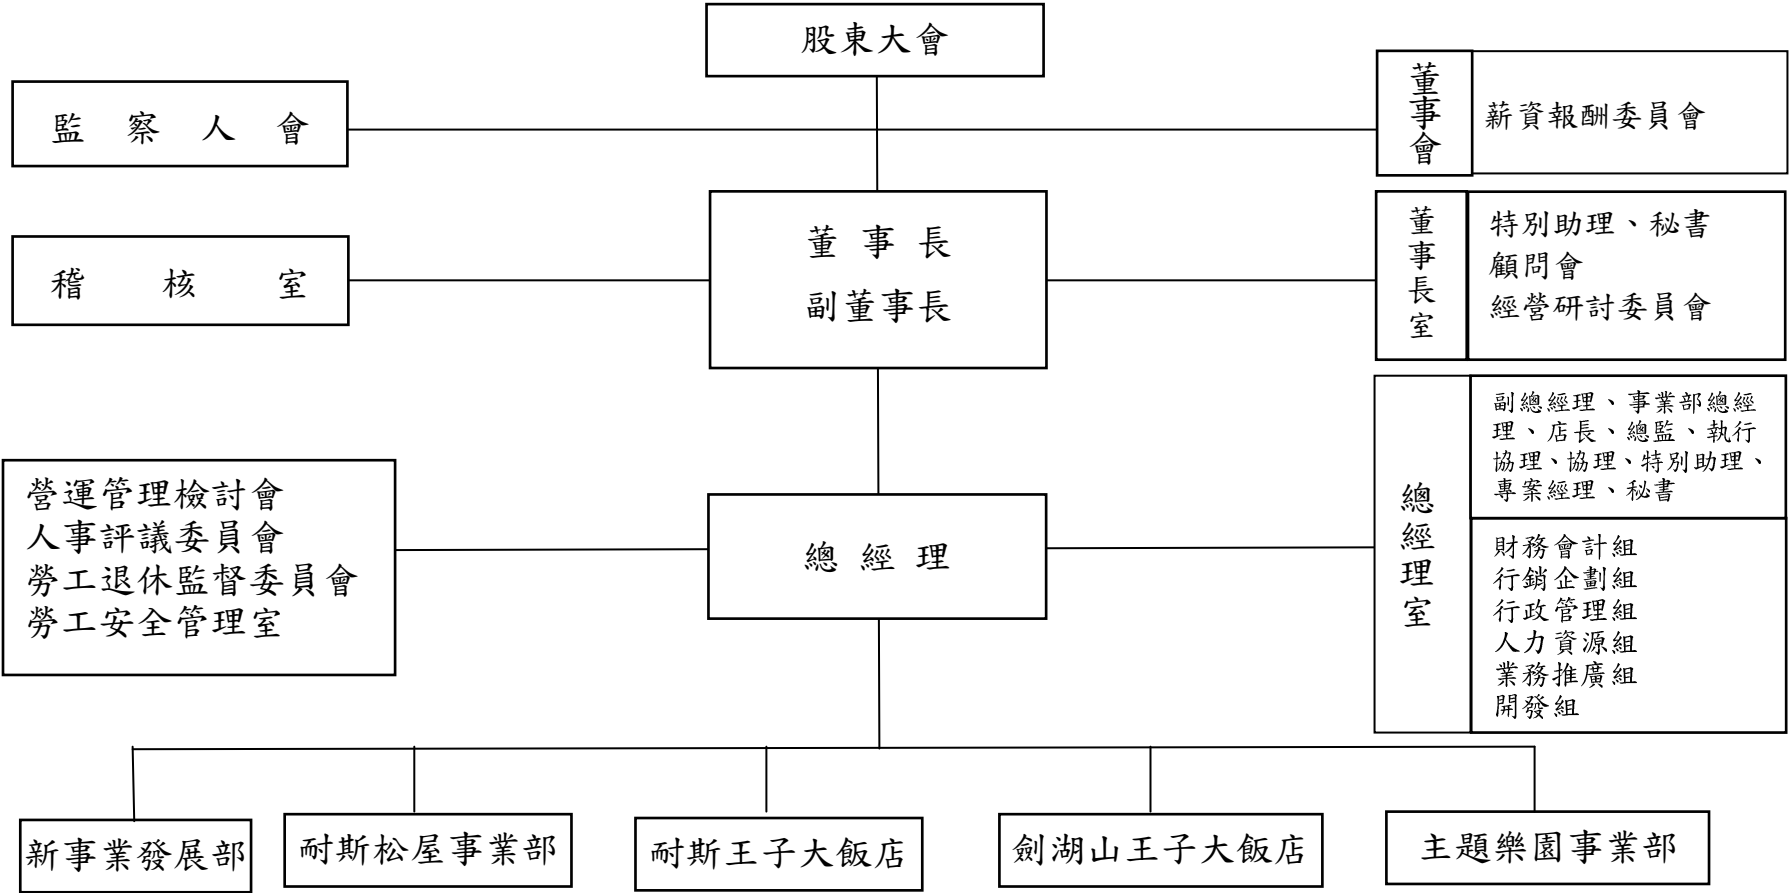 股東大會
監察人會
董事會
薪資報酬委員會
稽核室
董事長
副董事長
董事長室
特別助理、秘書
顧問會
經營研討委員會
營運管理檢討會
人事評議委員會
勞工退休監督委員會
勞工安全管理室
總經理
總經理室
副總經理、事業部總經
理、店長、總監、執行
協理、協理、特別助理、
專案經理、秘書
財務會計組
行銷企劃組
行政管理組
人力資源組
業務推廣組
開發組
新事業發展部
耐斯松屋事業部
耐斯王子大飯店
劍湖山王子大飯店
主題樂園事業部